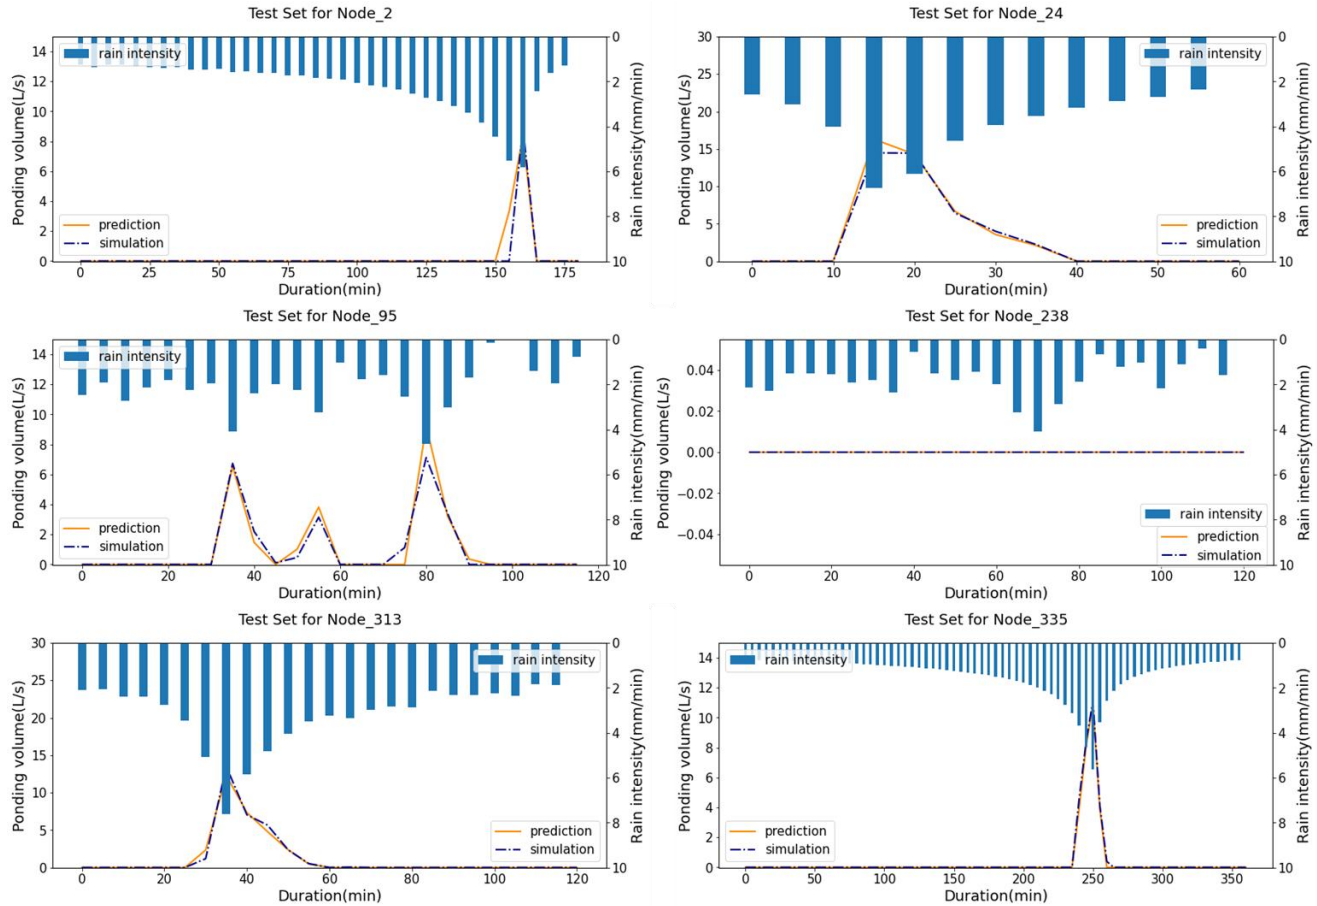 Test Set for Node_2
Ponding volume(L/s)
14
12
10
8
6
4
2
0
rain intensity
prediction
simulation
0
2
4
6
8
10
Rain intensity(mm/min)
0 25 50 75 100 125 150 175
Duration(min)
Test Set for Node_24
Ponding volume(L/s)
30
25
20
15
10
5
0
rain intensity
prediction
simulation
0
2
4
6
8
10
Rain intensity(mm/min)
0 10 20 30 40 50 60
Duration(min)
Test Set for Node_95
Ponding volume(L/s)
14
12
10
8
6
4
2
0
rain intensity
prediction
simulation
0
2
4
6
8
10
Rain intensity(mm/min)
0 20 40 60 80 100 120
Duration(min)
Test Set for Node_238
Ponding volume(L/s)
0.04
0.02
0.00
−0.02
−0.04
rain intensity
prediction
simulation
0
2
4
6
8
10
Rain intensity(mm/min)
0 20 40 60 80 100 120
Duration(min)
Test Set for Node_313
Ponding volume(L/s)
30
25
20
15
10
5
0
rain intensity
prediction
simulation
0
2
4
6
8
10
Rain intensity(mm/min)
0 20 40 60 80 100 120
Duration(min)
Test Set for Node_335
Ponding volume(L/s)
14
12
10
8
6
4
2
0
rain intensity
prediction
simulation
0
2
4
6
8
10
Rain intensity(mm/min)
0 50 100 150 200 250 300 350
Duration(min)